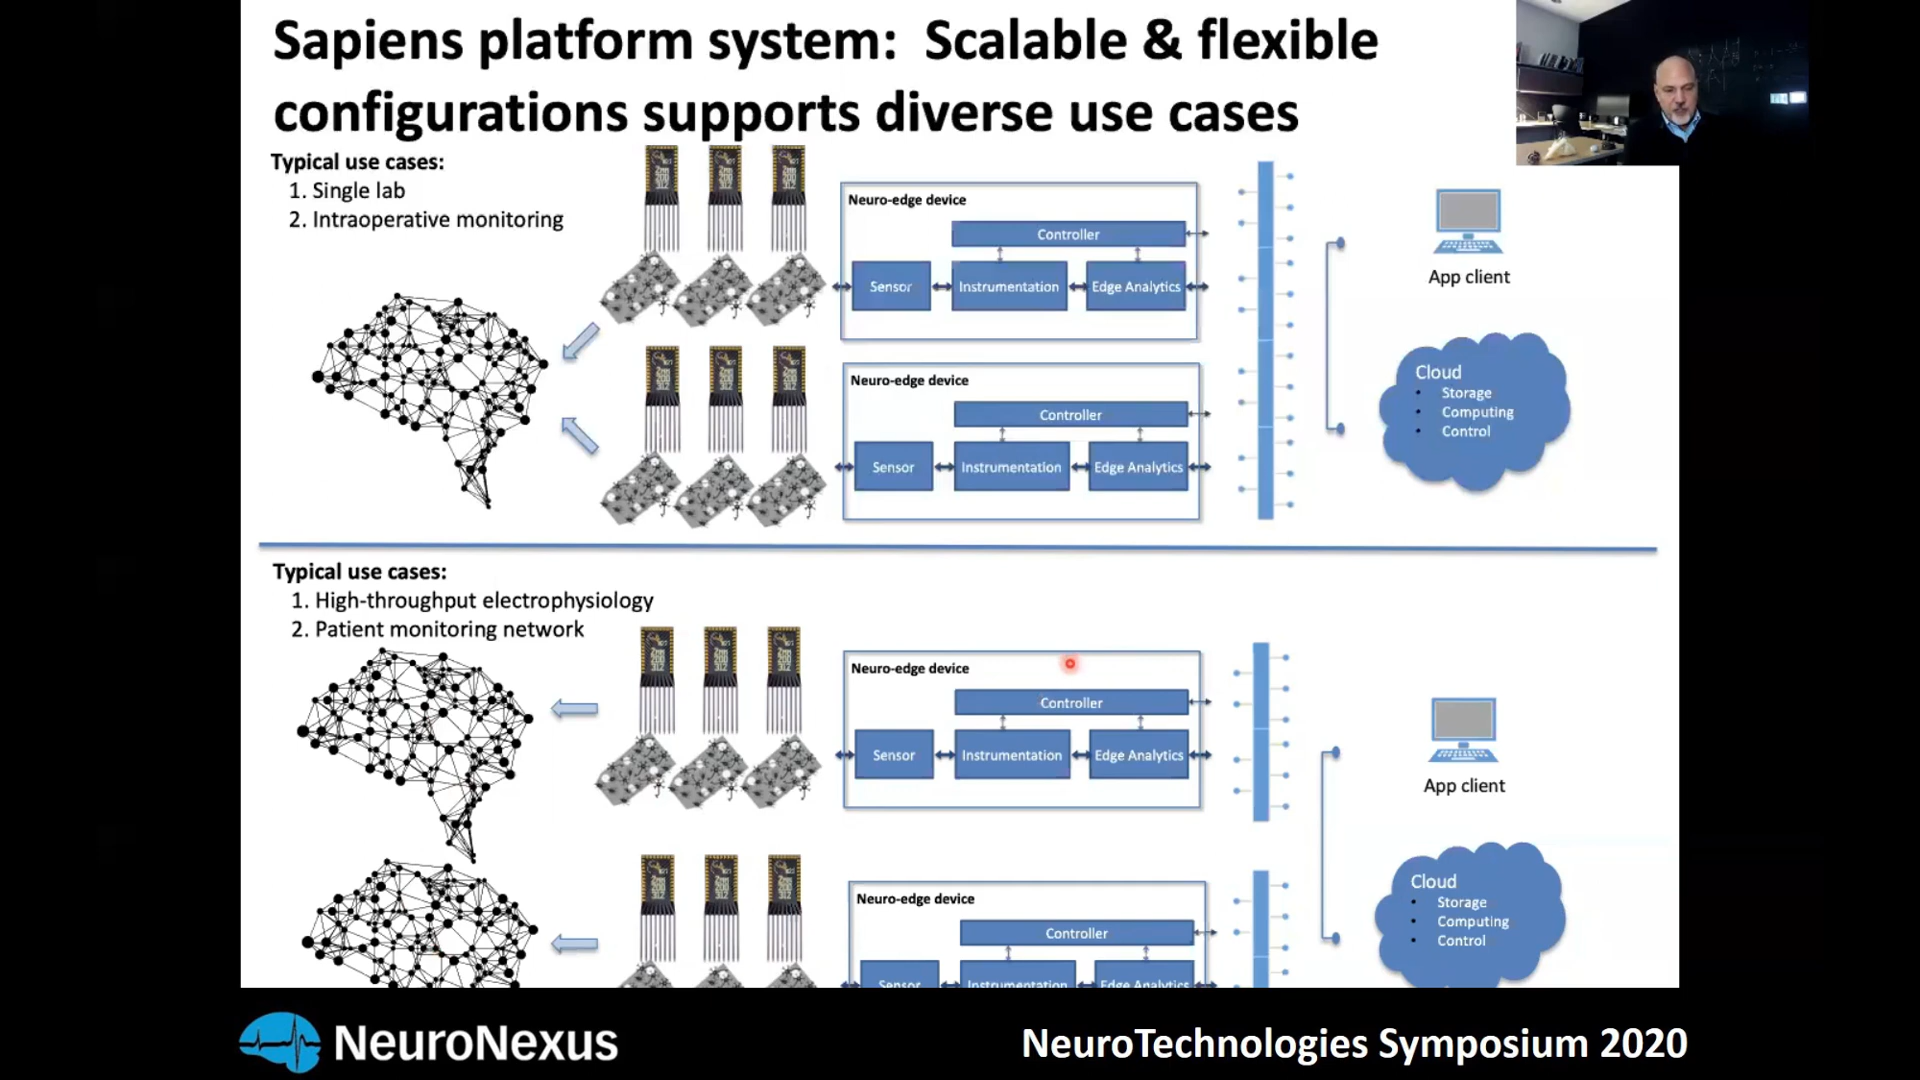 Sapiens platform system: Scalable & flexible
configurations supports diverse use cases
Typical use cases:
1. Single lab
2. Intraoperative monitoring
Neuro-edge device
Controller
Sensor
Instrumentation
Edge Analytics
Neuro-edge device
Controller
Sensor
Instrumentation
Edge Analytics
App client
Cloud
• Storage
• Computing
• Control
Typical use cases:
1. High-throughput electrophysiology
2. Patient monitoring network
Neuro-edge device
Controller
Sensor
Instrumentation
Edge Analytics
Neuro-edge device
Controller
Sensor
Instrumentation
Edge Analytics
App client
Cloud
• Storage
• Computing
• Control
NeuroNexus
NeuroTechnologies Symposium 2020